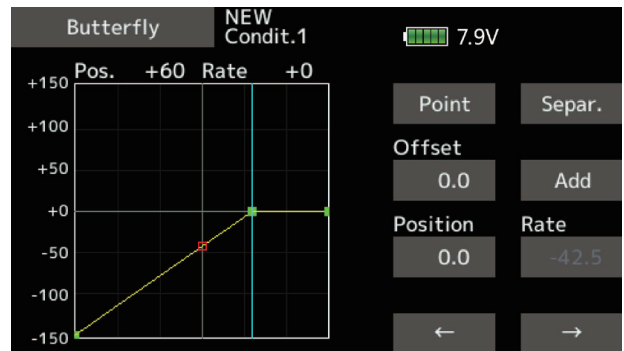 Butterfly
NEW
Condit.1
7.9V
Pos. +60 Rate +0
+150
+100
+50
+0
-50
-100
-150
Point
Separ.
Offset
0.0
Add
Position
Rate
0.0
-42.5
←
→